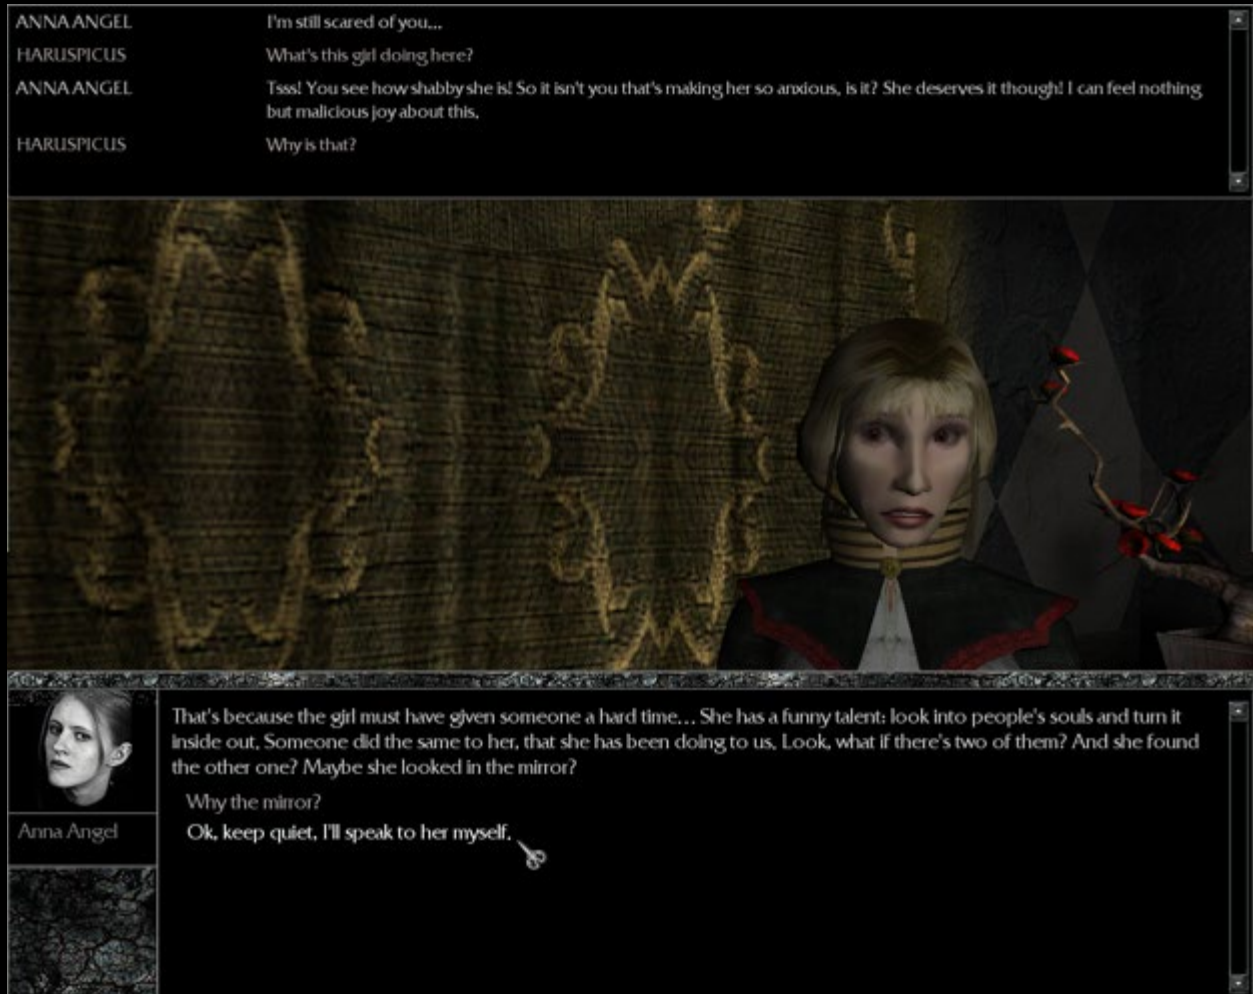 ANNA ANGEL I'm still scared of you...
HARUSPICUS What's this girl doing here?
ANNA ANGEL Tsss! You see how shabby she is! So it isn't you that's making her so anxious, is it? She deserves it though! I can feel nothing
but malicious joy about this.
HARUSPICUS Why is that?
That's because the girl must have given someone a hard time... She has a funny talent: look into people's souls and turn it
inside out. Someone did the same to her, that she has been doing to us. Look, what if there's two of them? And she found
the other one? Maybe she looked in the mirror?
Why the mirror?
Ok, keep quiet, I'll speak to her myself.
Anna Angel